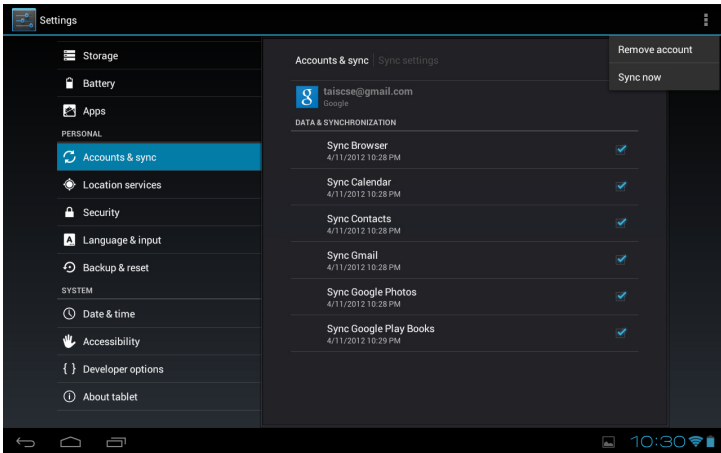 Settings
Remove account
Sync now
Storage
Battery
Apps
PERSONAL
Accounts & sync
Location services
Security
Language & input
Backup & reset
SYSTEM
Date & time
Accessibility
Developer options
About tablet
Accounts & sync | Sync settings
taiscse@gmail.com
Google
DATA & SYNCHRONIZATION
Sync Browser
4/11/2012 10:28 PM
Sync Calendar
4/11/2012 10:28 PM
Sync Contacts
4/11/2012 10:28 PM
Sync Gmail
4/11/2012 10:28 PM
Sync Google Photos
4/11/2012 10:28 PM
Sync Google Play Books
4/11/2012 10:29 PM
10:30